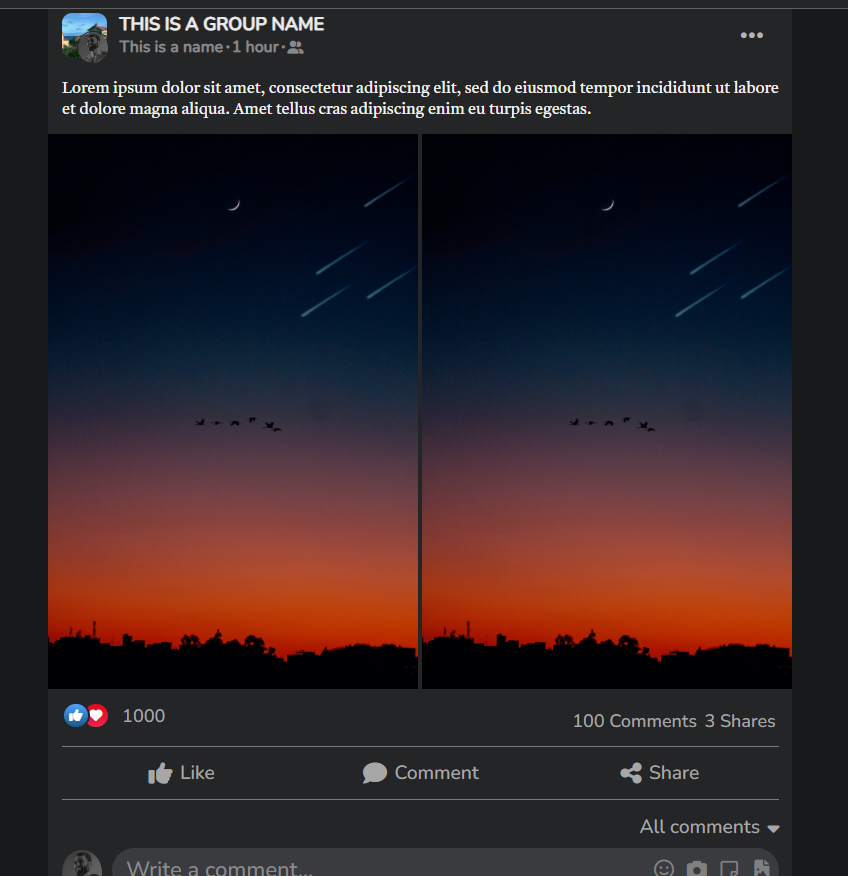 THIS IS A GROUP NAME
This is a name · 1 hour ·
Lorem ipsum dolor sit amet, consectetur adipiscing elit, sed do eiusmod tempor incididunt ut labore
et dolore magna aliqua. Amet tellus cras adipiscing enim eu turpis egestas.
1000
100 Comments 3 Shares
Like Comment Share
All comments
Write a comment...